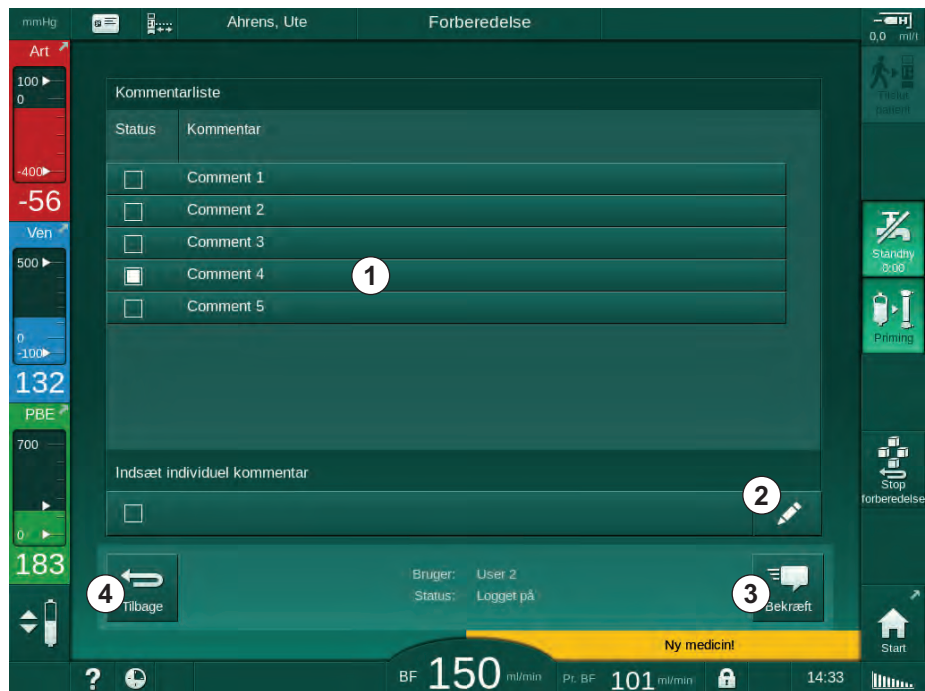 mmHg Ahrens, Ute Forberedelse 0,0 ml/t
Art
100
0
-400
-56
Ven
500
0
-100
132
PBE
700
0
183
Kommentarliste
Status Kommentar
Comment 1
Comment 2
Comment 3
Comment 4
Comment 5
1
Indsæt individuel kommentar
2
4
Tilbage
Bruger: User 2
Status: Logget på
3
Bekræft
Ny medicin!
Standby
0:00
Priming
Stop
forberedelse
Start
? BF 150 ml/min Pt. BF 101 ml/min 14:33